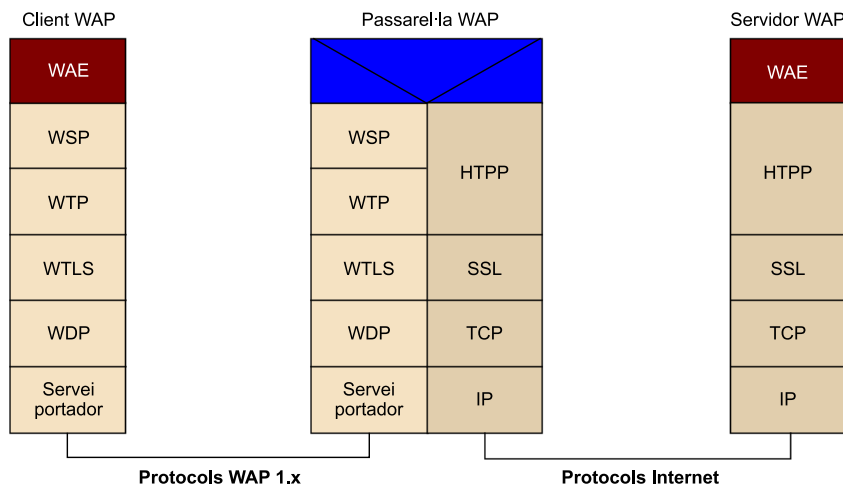 Client WAP
Passarel·la WAP
Servidor WAP
WAE
WAE
WSP
WSP
HTPP
HTPP
WTP
WTP
WTLS
WTLS
SSL
SSL
WDP
WDP
TCP
TCP
Servei
portador
Servei
portador
IP
IP
Protocols WAP 1.x
Protocols Internet